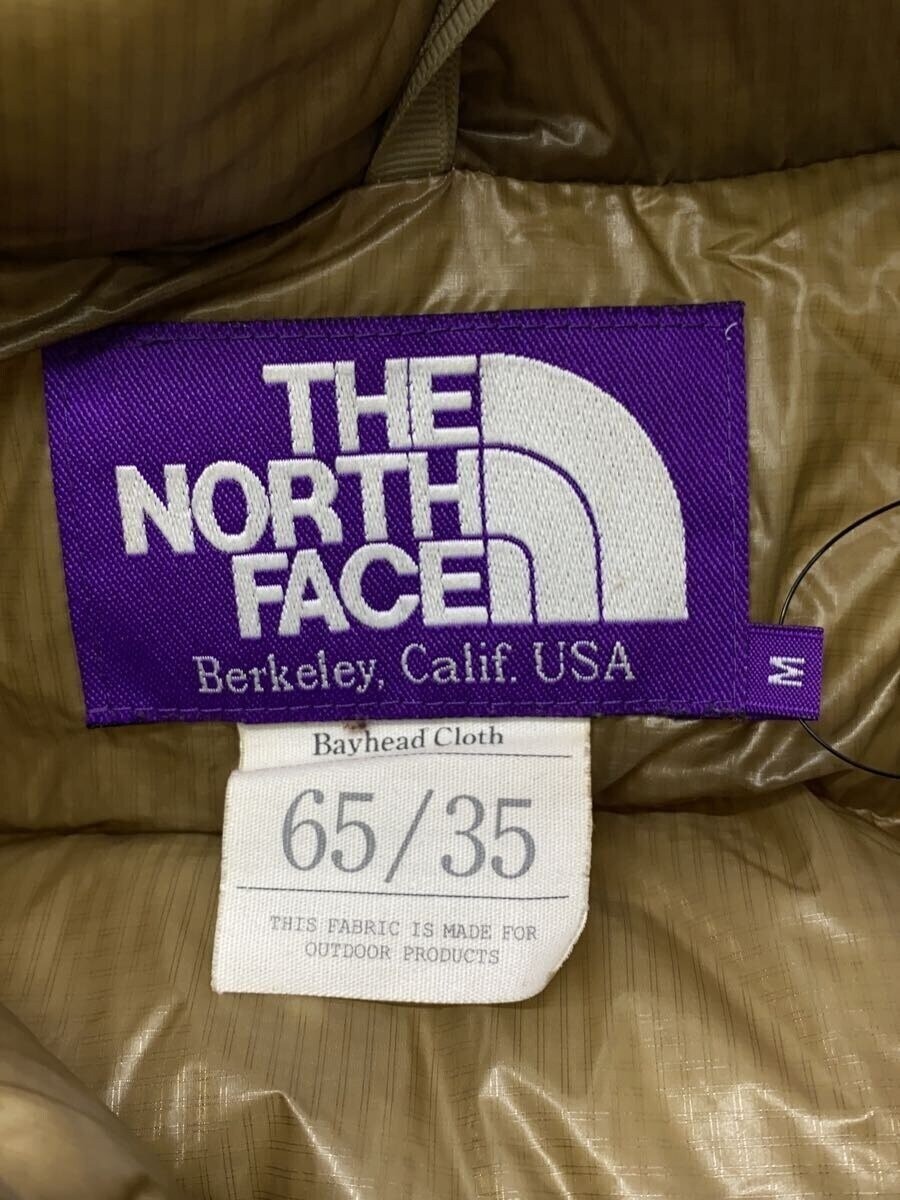 THE
NORTH
FACE
Berkeley, Calif. USA
M
Bayhead Cloth
65/35
THIS FABRIC IS MADE FOR
OUTDOOR PRODUCTS